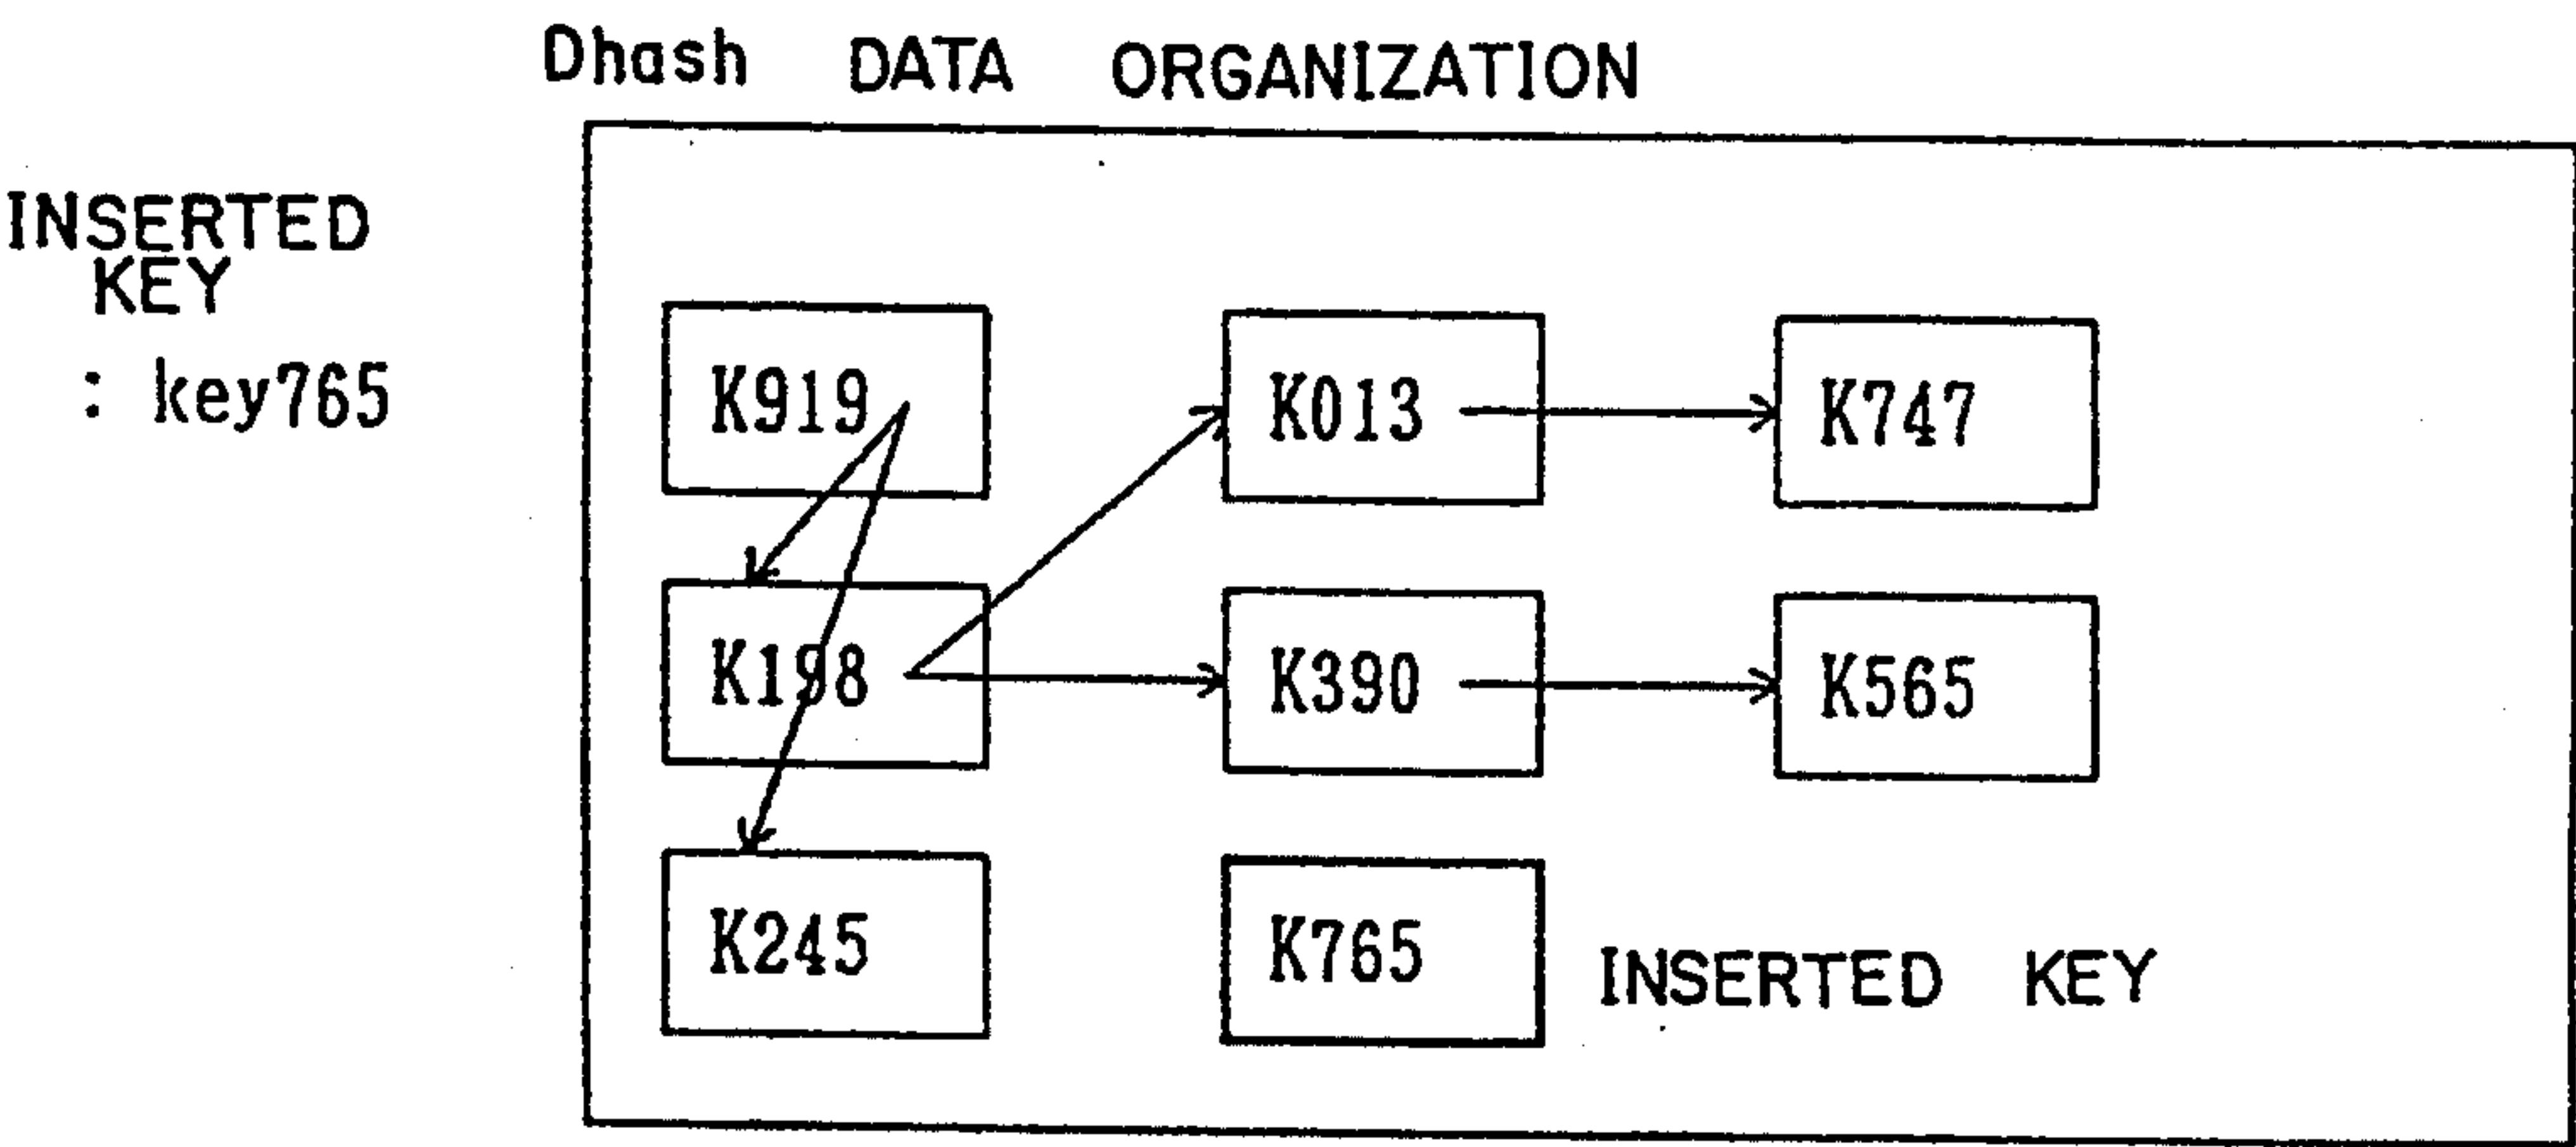 Dhash DATA ORGANIZATION
INSERTED
KEY
: key765
K919
K013
K747
K198
K390
K565
K245
K765
INSERTED KEY